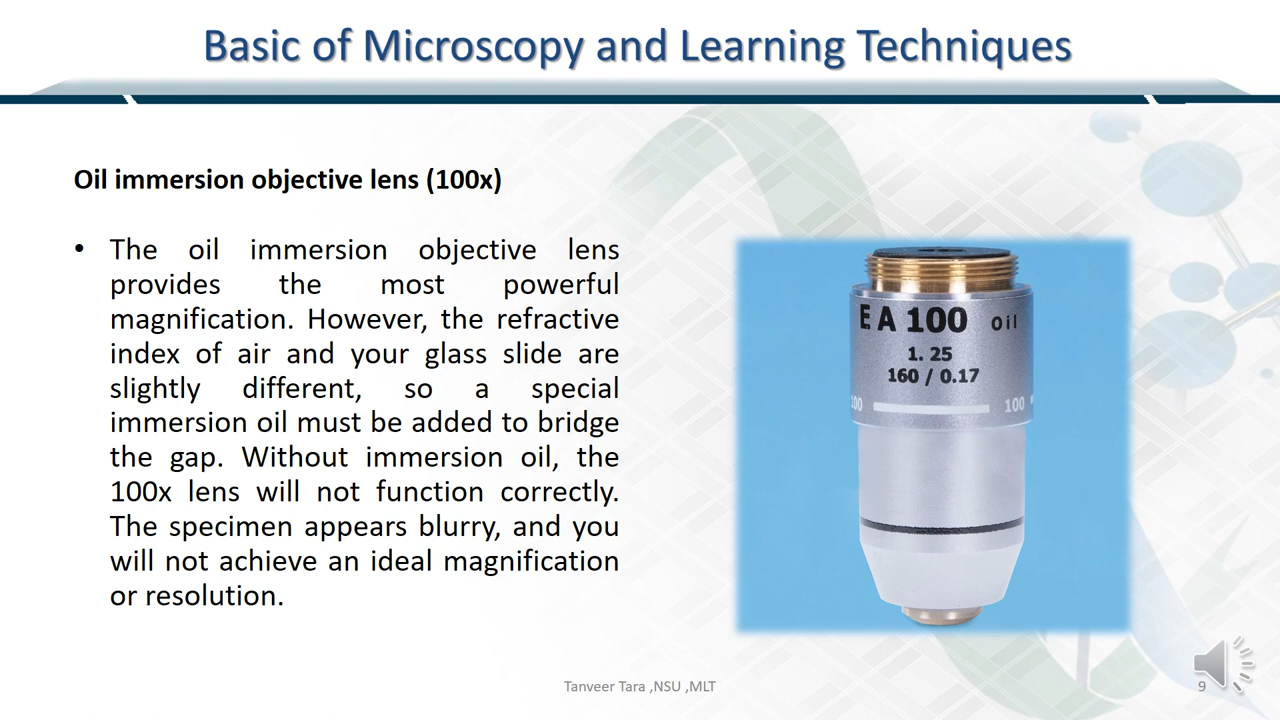 Basic of Microscopy and Learning Techniques
Oil immersion objective lens (100x)
• The oil immersion objective lens
provides the most powerful
magnification. However, the refractive
index of air and your glass slide are
slightly different, so a special
immersion oil must be added to bridge
the gap. Without immersion oil, the
100x lens will not function correctly.
The specimen appears blurry, and you
will not achieve an ideal magnification
or resolution.
E A 100 Oil
1. 25
160 / 0.17
100 100
Tanveer Tara ,NSU ,MLT
9